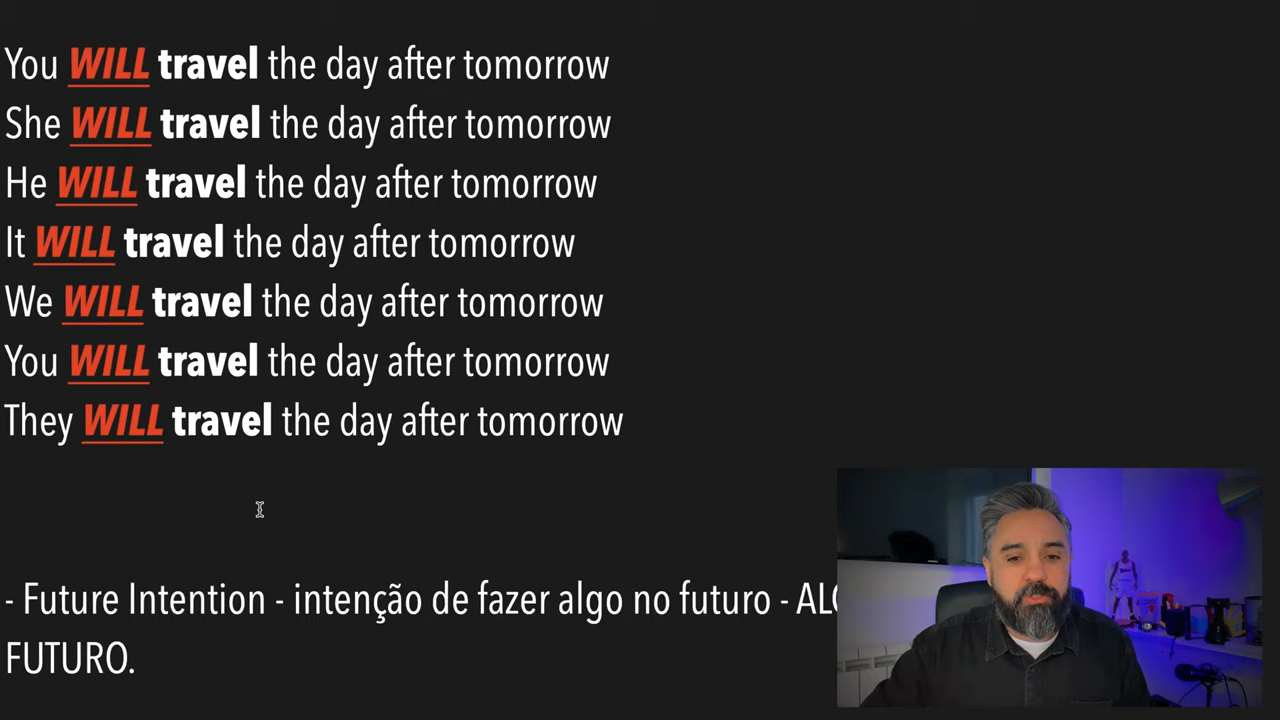 You WILL travel the day after tomorrow
She WILL travel the day after tomorrow
He WILL travel the day after tomorrow
It WILL travel the day after tomorrow
We WILL travel the day after tomorrow
You WILL travel the day after tomorrow
They WILL travel the day after tomorrow
- Future Intention - intenção de fazer algo no futuro -
FUTURO.